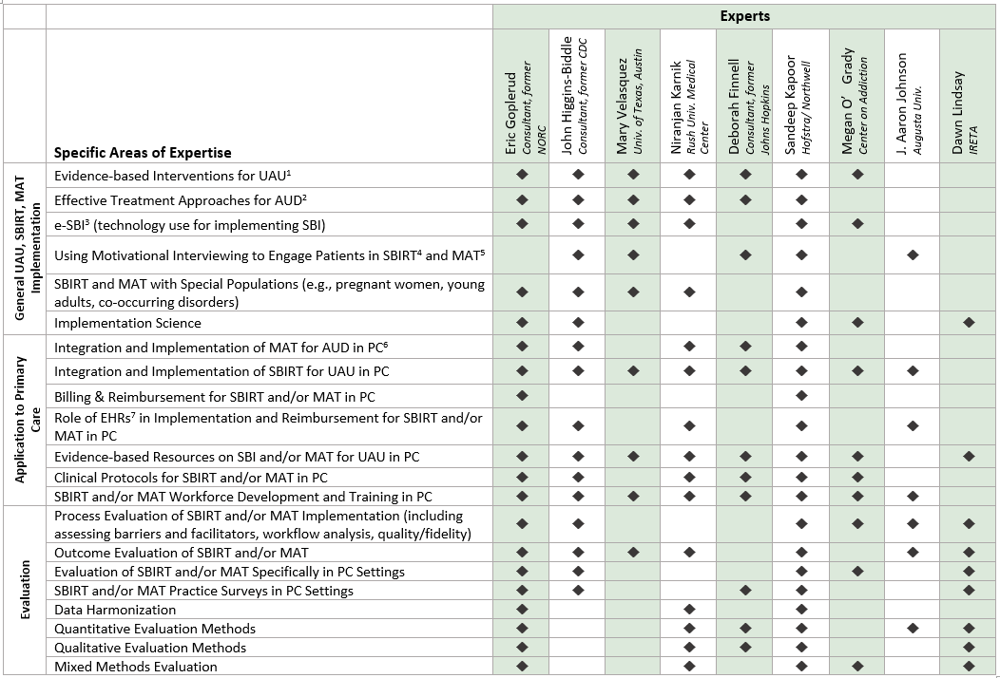 Experts
Specific Areas of Expertise
Eric Goplerud
Consultant, former
NORC
John Higgins-Biddle
Consultant, former CDC
Mary Velasquez
Univ. of Texas, Austin
Niranjan Karnik
Rush Univ. Medical
Center
Deborah Finnell
Consultant, former
Johns Hopkins
Sandeep Kapoor
Hofstra/ Northwell
Megan O’ Grady
Center on Addiction
J. Aaron Johnson
Augusta Univ.
Dawn Lindsay
IRETA
General UAU, SBIRT, MAT
Implementation
Evidence-based Interventions for UAU¹
◆ ◆ ◆ ◆ ◆ ◆ ◆
Effective Treatment Approaches for AUD²
◆ ◆ ◆ ◆ ◆ ◆
e-SBI³ (technology use for implementing SBI)
◆ ◆ ◆ ◆ ◆ ◆
Using Motivational Interviewing to Engage Patients in SBIRT⁴ and MAT⁵
◆ ◆ ◆ ◆ ◆
SBIRT and MAT with Special Populations (e.g., pregnant women, young
adults, co-occurring disorders)
◆ ◆ ◆ ◆ ◆
Implementation Science
◆ ◆ ◆ ◆ ◆
Application to Primary
Care
Integration and Implementation of MAT for AUD in PC⁶
◆ ◆ ◆ ◆ ◆
Integration and Implementation of SBIRT for UAU in PC
◆ ◆ ◆ ◆ ◆ ◆ ◆ ◆
Billing & Reimbursement for SBIRT and/or MAT in PC
◆ ◆
Role of EHRs⁷ in Implementation and Reimbursement for SBIRT and/or
MAT in PC
◆ ◆ ◆ ◆ ◆
Evidence-based Resources on SBI and/or MAT for UAU in PC
◆ ◆ ◆ ◆ ◆ ◆ ◆ ◆
Clinical Protocols for SBIRT and/or MAT in PC
◆ ◆ ◆ ◆ ◆ ◆
SBIRT and/or MAT Workforce Development and Training in PC
◆ ◆ ◆ ◆ ◆ ◆ ◆ ◆
Evaluation
Process Evaluation of SBIRT and/or MAT Implementation (including
assessing barriers and facilitators, workflow analysis, quality/fidelity)
◆ ◆ ◆ ◆ ◆ ◆
Outcome Evaluation of SBIRT and/or MAT
◆ ◆ ◆ ◆ ◆ ◆ ◆
Evaluation of SBIRT and/or MAT Specifically in PC Settings
◆ ◆ ◆ ◆ ◆
SBIRT and/or MAT Practice Surveys in PC Settings
◆ ◆ ◆ ◆ ◆
Data Harmonization
◆ ◆ ◆
Quantitative Evaluation Methods
◆ ◆ ◆ ◆ ◆ ◆
Qualitative Evaluation Methods
◆ ◆ ◆ ◆ ◆
Mixed Methods Evaluation
◆ ◆ ◆ ◆ ◆